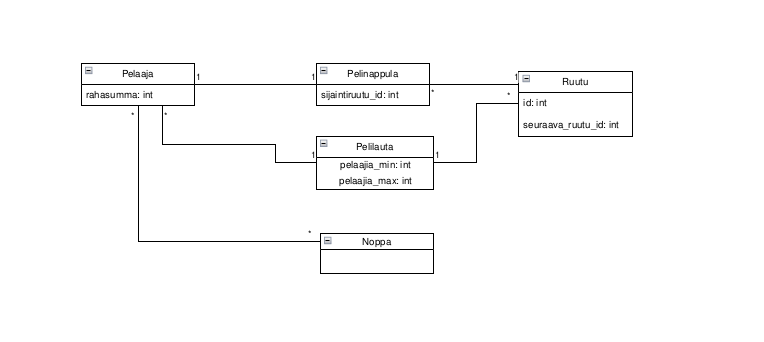 Pelaaja
rahasumma: int
1
1
Pelinappula
sijaintiruutu_id: int
*
1
Ruutu
id: int
seuraava_ruutu_id: int
*
*
*
1
Pelilauta
pelaajia_min: int
pelaajia_max: int
1
*
Noppa